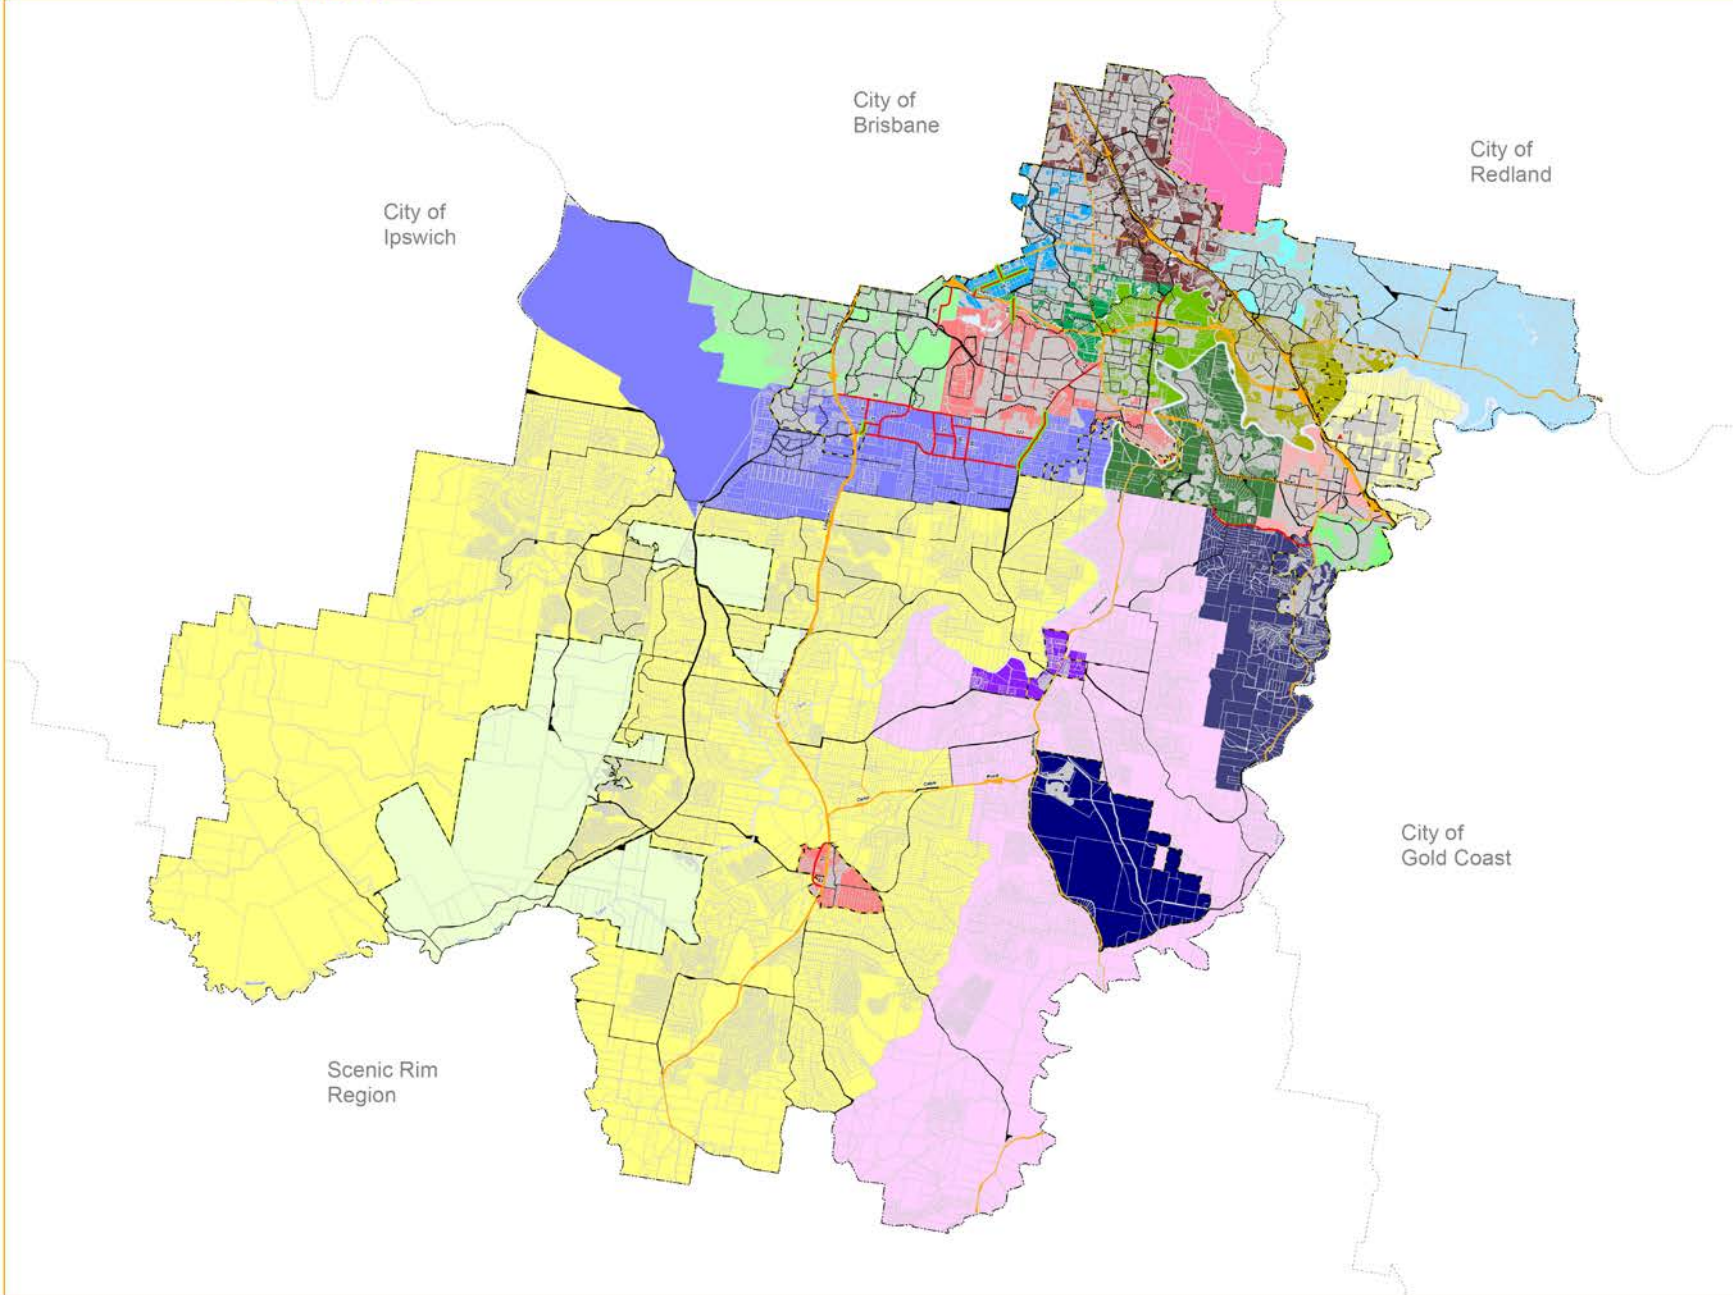 City of
Brisbane
City of
Redland
City of
Ipswich
City of
Gold Coast
Scenic Rim
Region